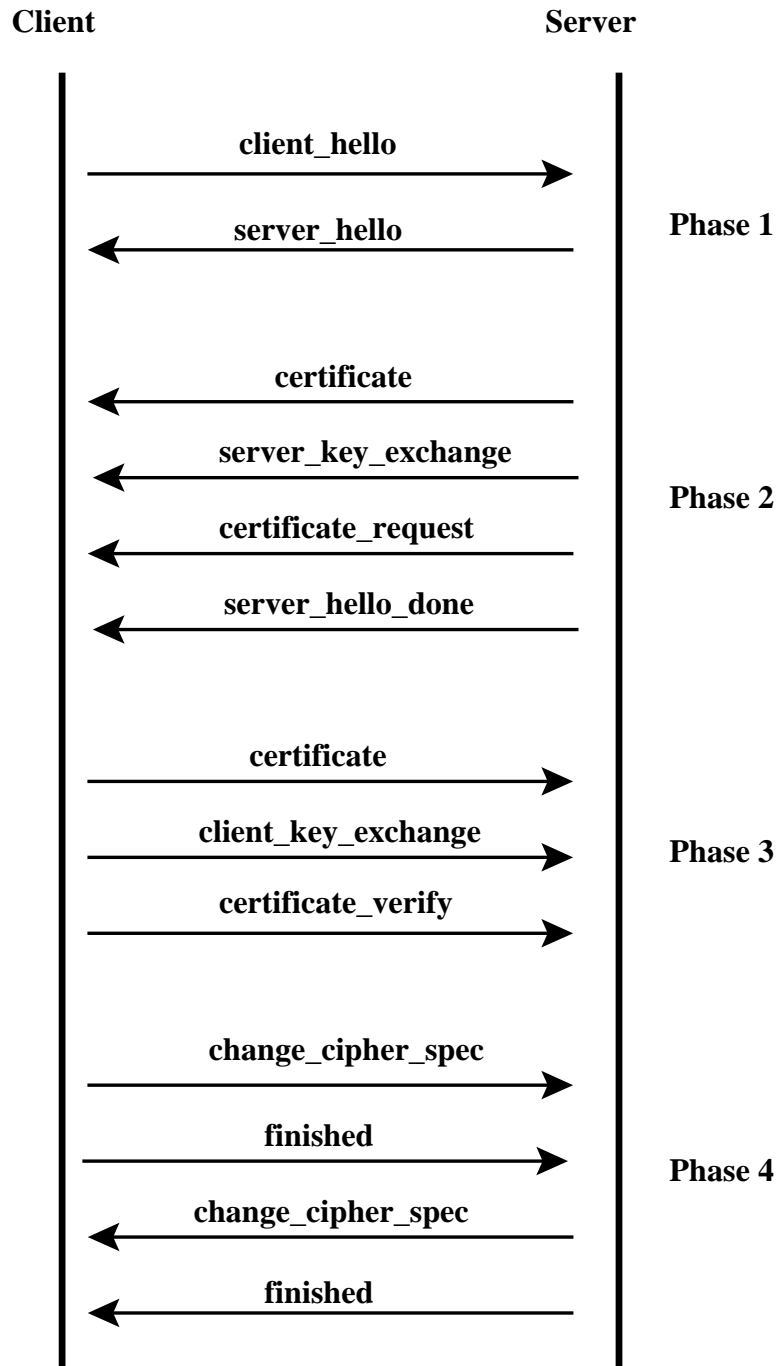 Client
Server
client_hello
server_hello
Phase 1
certificate
server_key_exchange
certificate_request
server_hello_done
Phase 2
certificate
client_key_exchange
certificate_verify
Phase 3
change_cipher_spec
finished
change_cipher_spec
finished
Phase 4